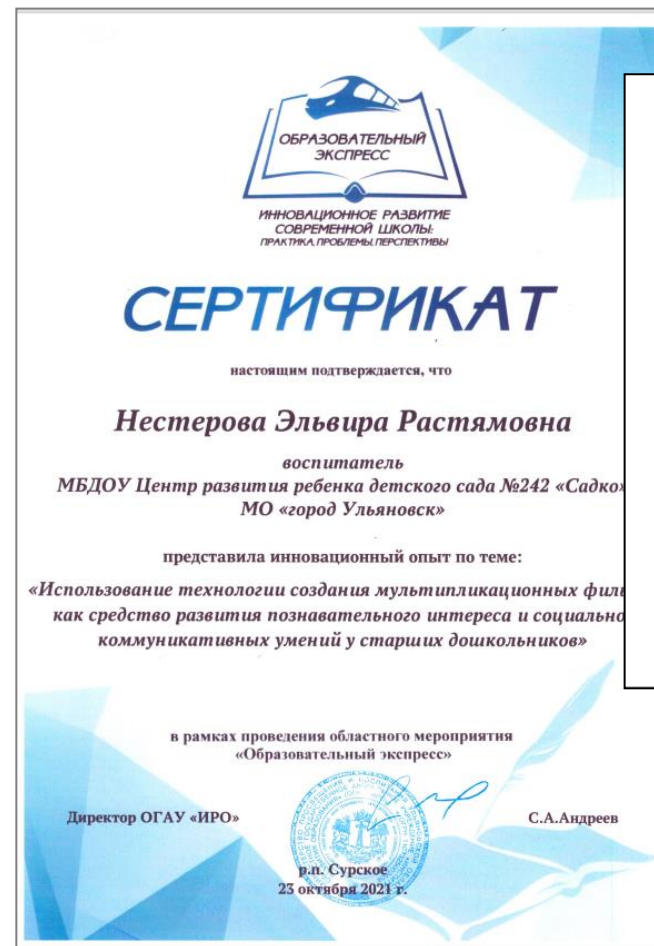 ОБРАЗОВАТЕЛЬНЫЙ
ЭКСПРЕСС
ИННОВАЦИОННОЕ РАЗВИТИЕ
СОВРЕМЕННОЙ ШКОЛЫ:
ПРАКТИКА, ПРОБЛЕМЫ, ПЕРСПЕКТИВЫ
СЕРТИФИКАТ
настоящим подтверждается, что
Нестерова Эльвира Растямовна
воспитатель
МБДОУ Центр развития ребенка детского сада №242 «Садко»
МО «город Ульяновск»
представила инновационный опыт по теме:
«Использование технологии создания мультипликационных
как средство развития познавательного интереса и социально
коммуникативных умений у старших дошкольников»
в рамках проведения областного мероприятия
«Образовательный экспресс»
Директор ОГАУ «ИРО» С.А.Андреев
р.п. Сурское
23 октября 2021 г.